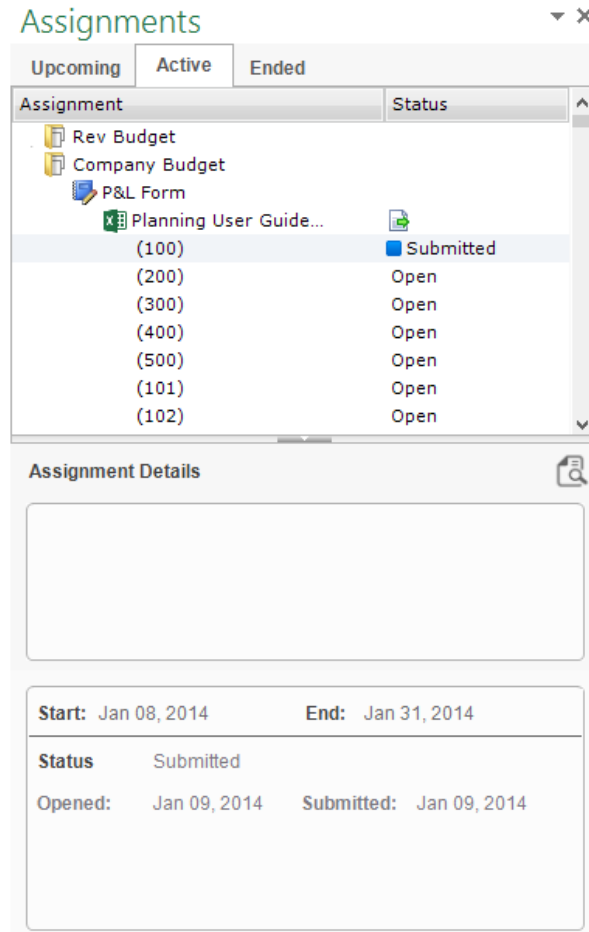 Assignments
Upcoming Active Ended
Assignment Status
Rev Budget
Company Budget
P&L Form
Planning User Guide...
(100) Submitted
(200) Open
(300) Open
(400) Open
(500) Open
(101) Open
(102) Open
Assignment Details
Start: Jan 08, 2014 End: Jan 31, 2014
Status Submitted
Opened: Jan 09, 2014 Submitted: Jan 09, 2014